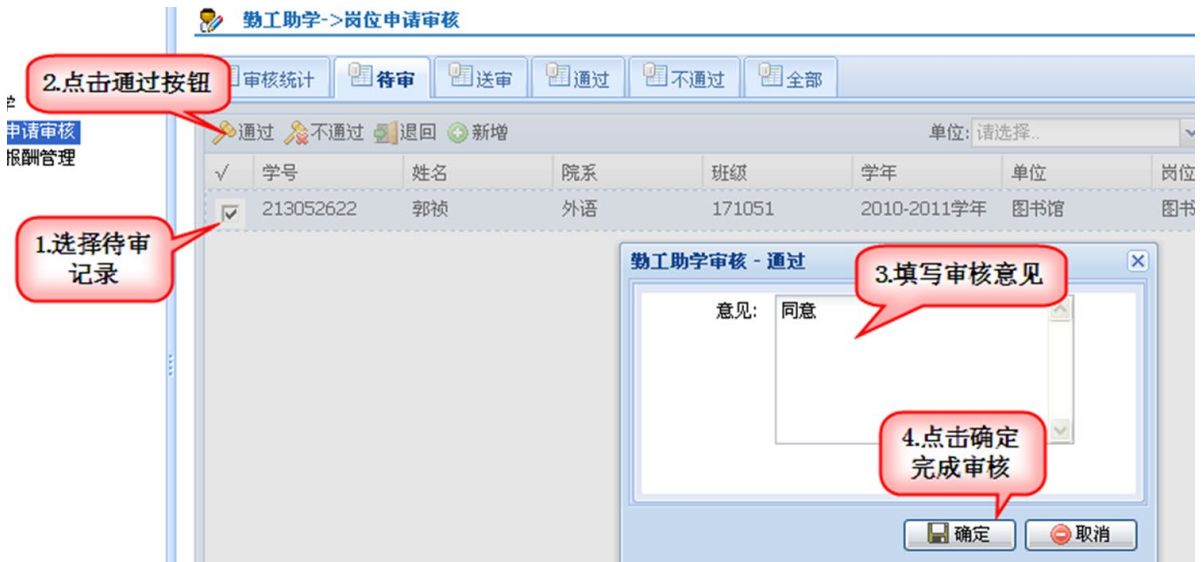 勤工助学->岗位申请审核
2.点击通过按钮
审核统计 待审 送审 通过 不通过 全部
学
申请审核
报酬管理
通过 不通过 退回 新增 单位: 请选择..
√ 学号 姓名 院系 班级 学年 单位 岗位
213052622 郭祯 外语 171051 2010-2011学年 图书馆 图书
1.选择待审
记录
勤工助学审核 - 通过
3.填写审核意见
意见: 同意
4.点击确定
完成审核
确定 取消